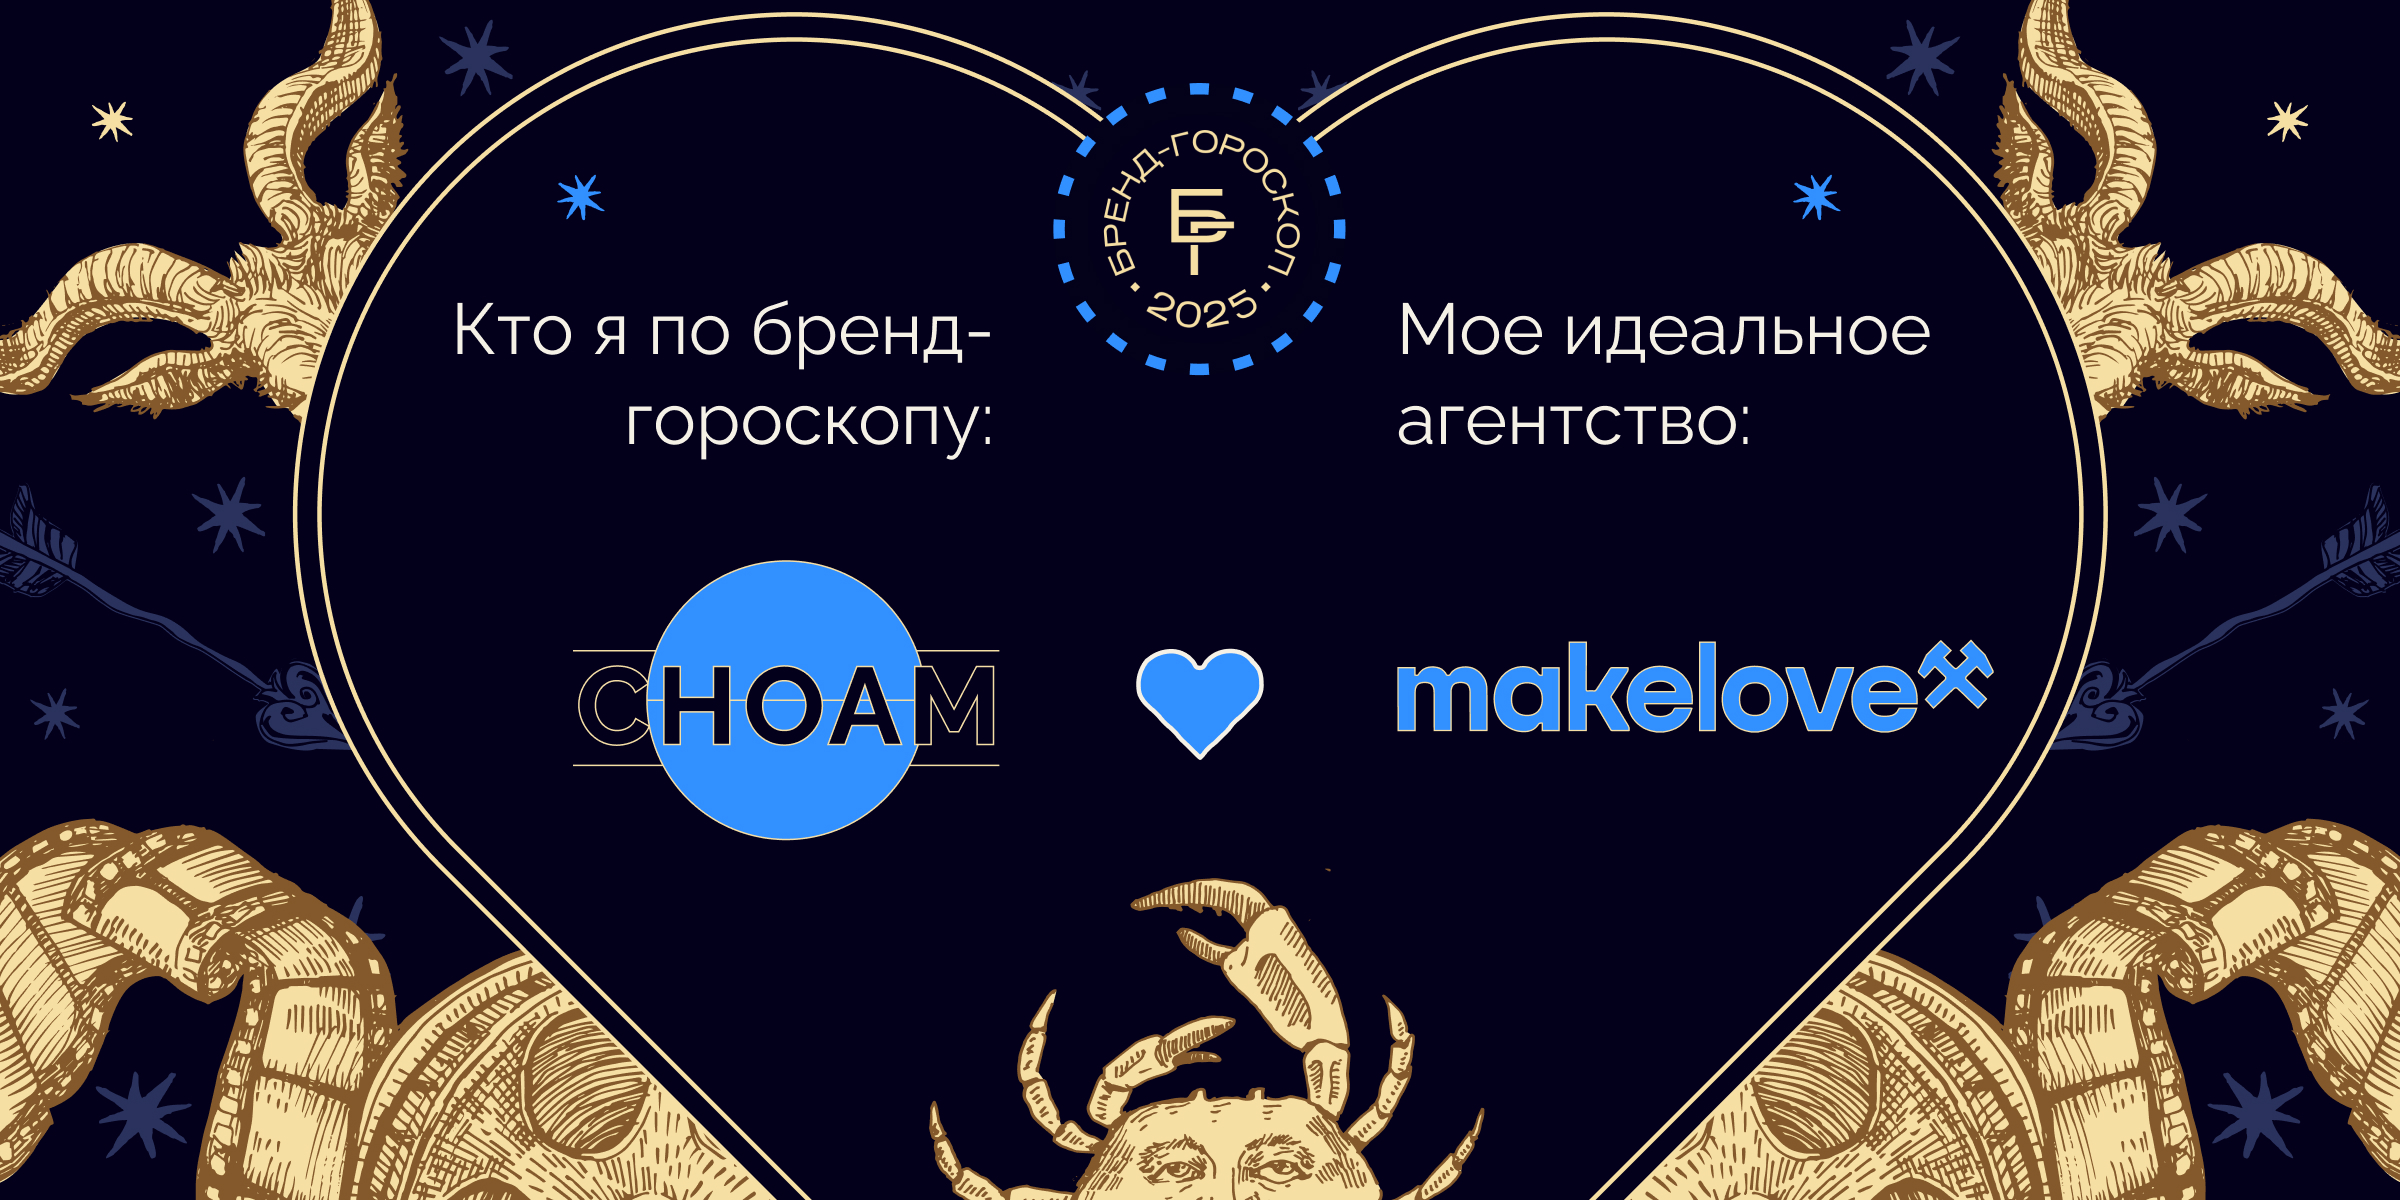 БРЕНД-ГОРОСКОП
БГ
• 2025 •
Кто я по бренд-
гороскопу:
Мое идеальное
агентство:
CHOAM
makelove